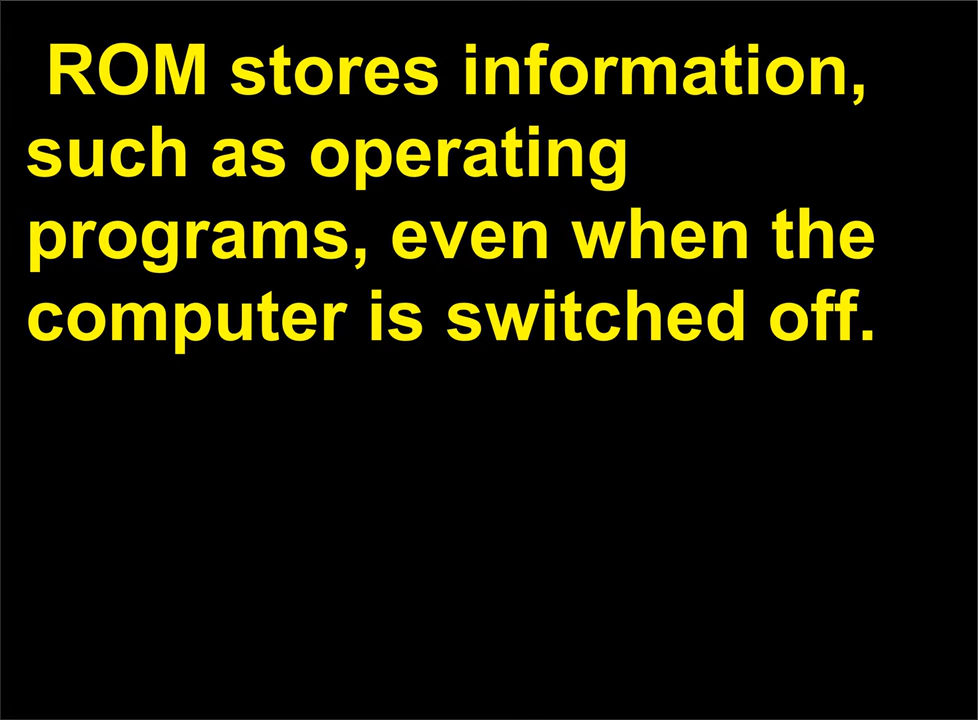 ROM stores information,
such as operating
programs, even when the
computer is switched off.